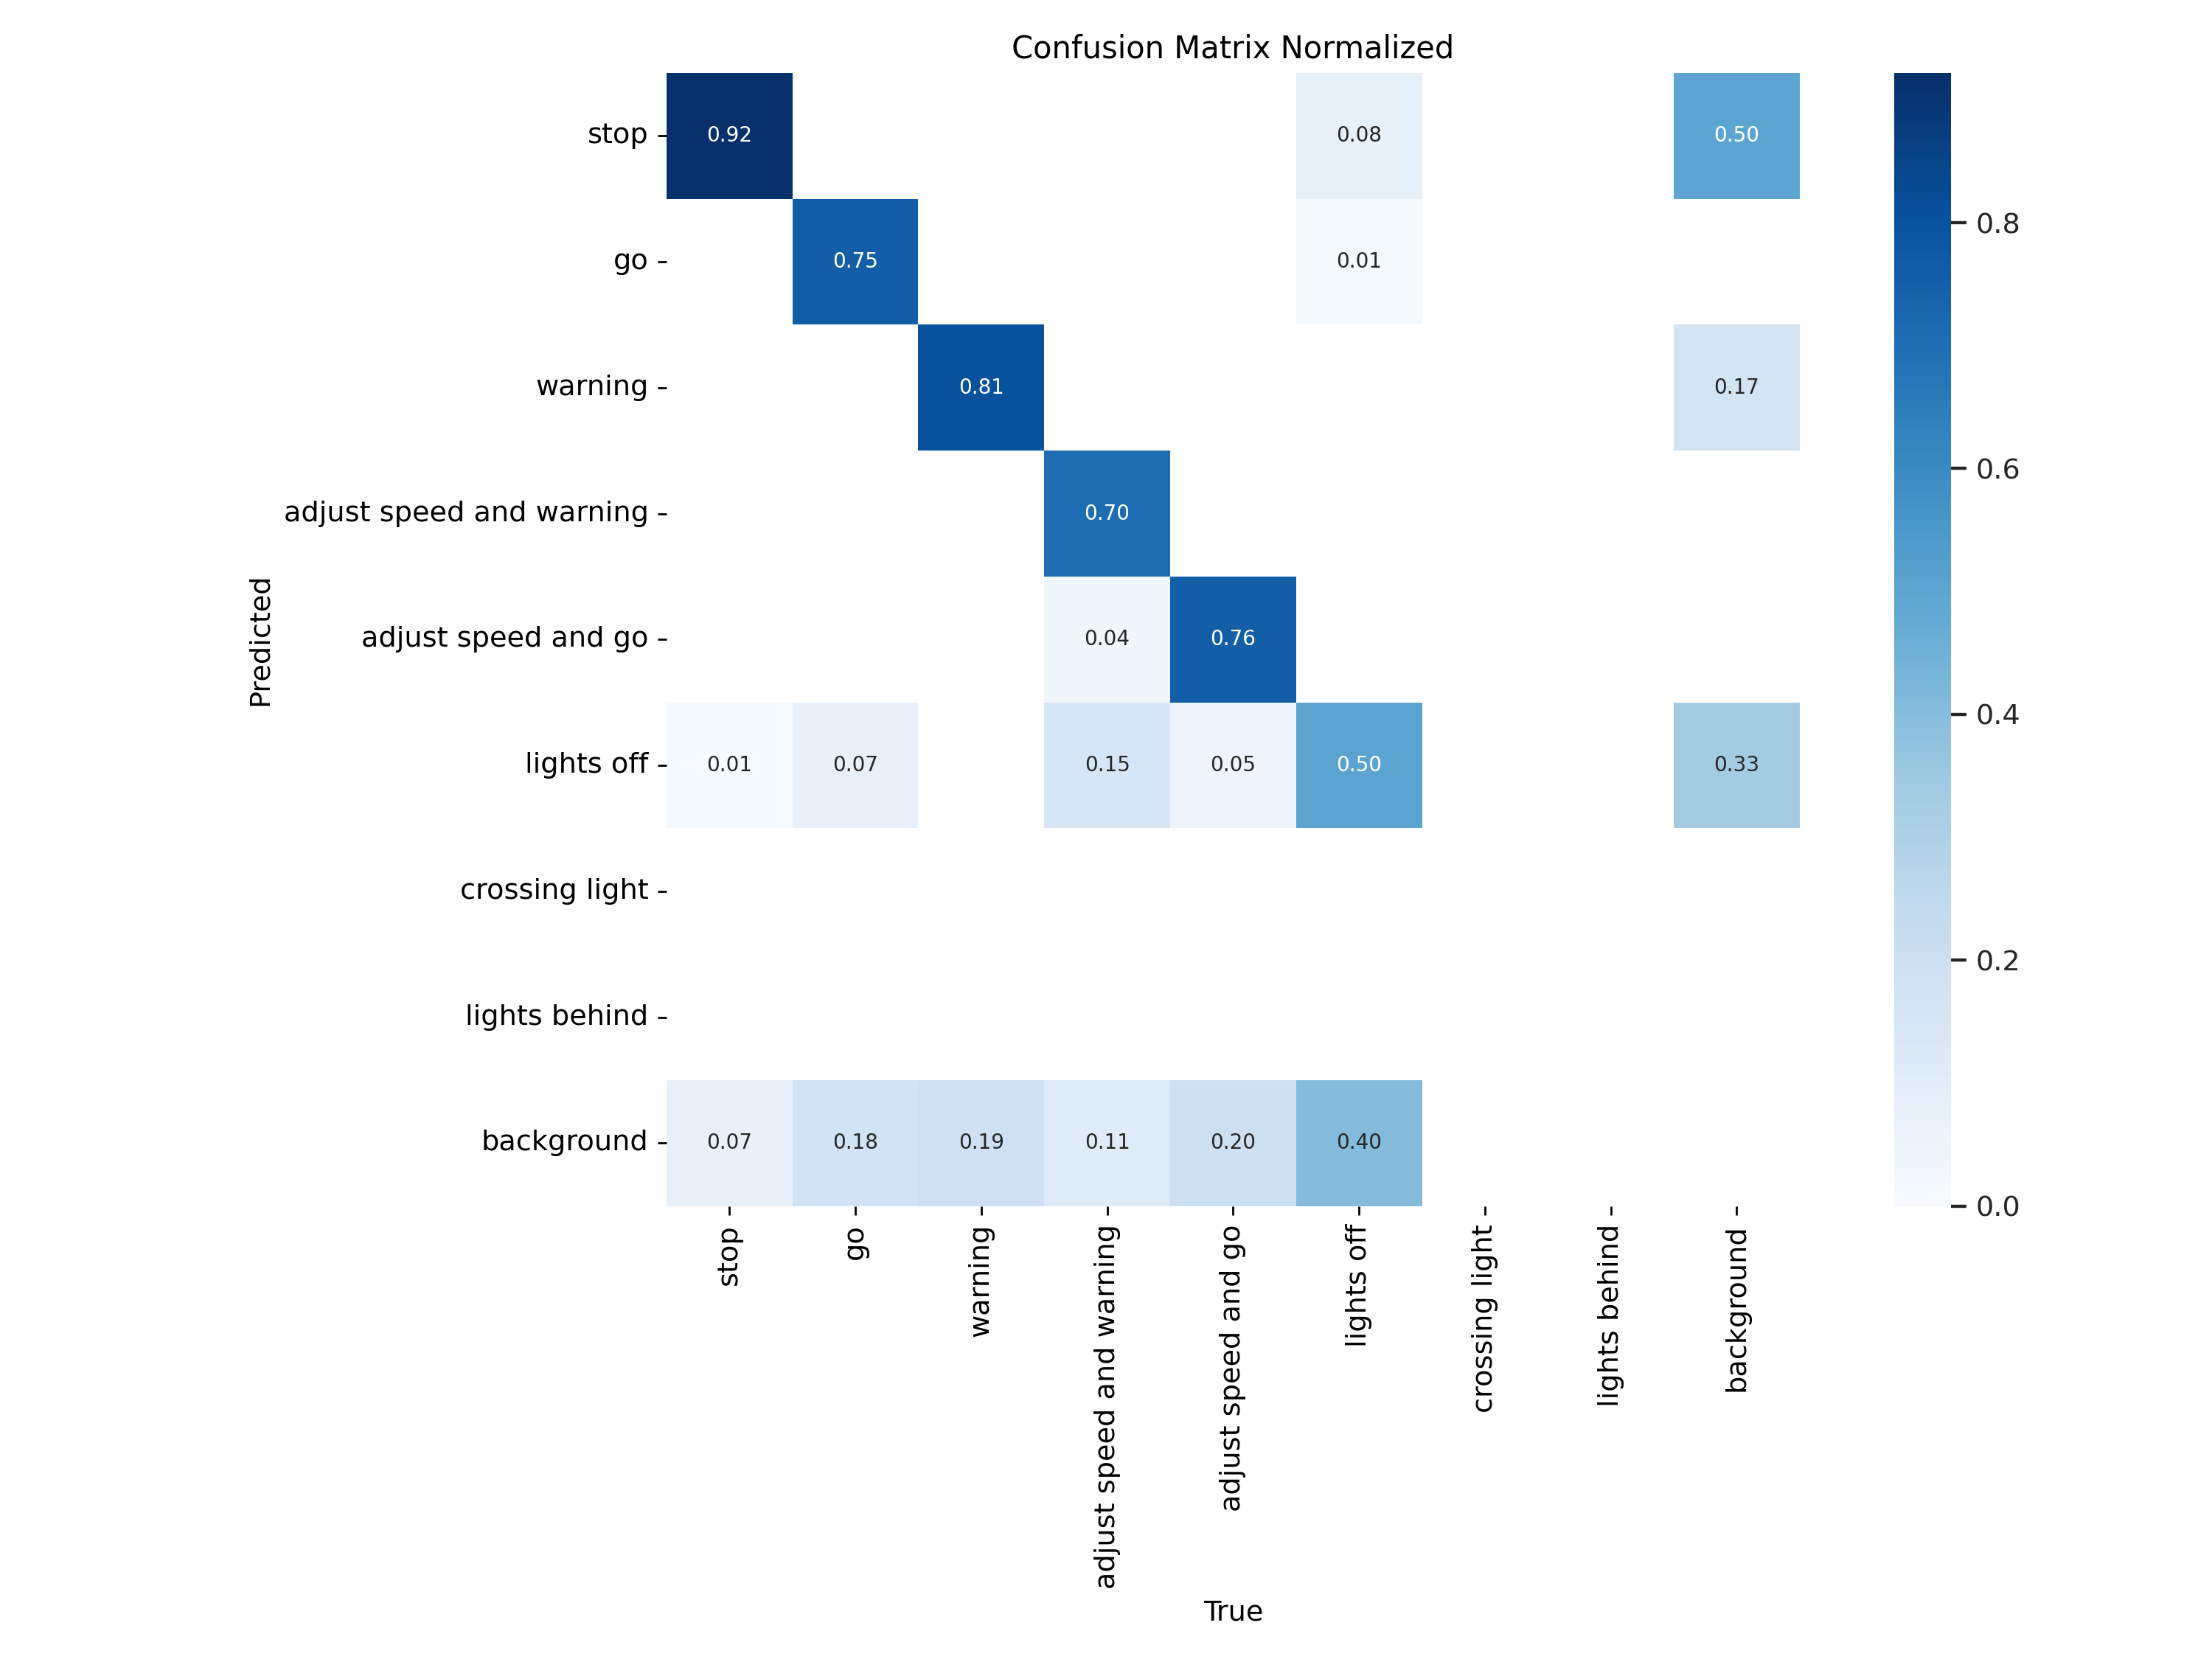 Confusion Matrix Normalized
stop
0.92
0.08
0.50
go
0.75
0.01
warning
0.81
0.17
adjust speed and warning
0.70
adjust speed and go
0.04
0.76
lights off
0.01
0.07
0.15
0.05
0.50
0.33
crossing light
lights behind
background
0.07
0.18
0.19
0.11
0.20
0.40
Predicted
stop
go
warning
adjust speed and warning
adjust speed and go
lights off
crossing light
lights behind
background
True
0.8
0.6
0.4
0.2
0.0